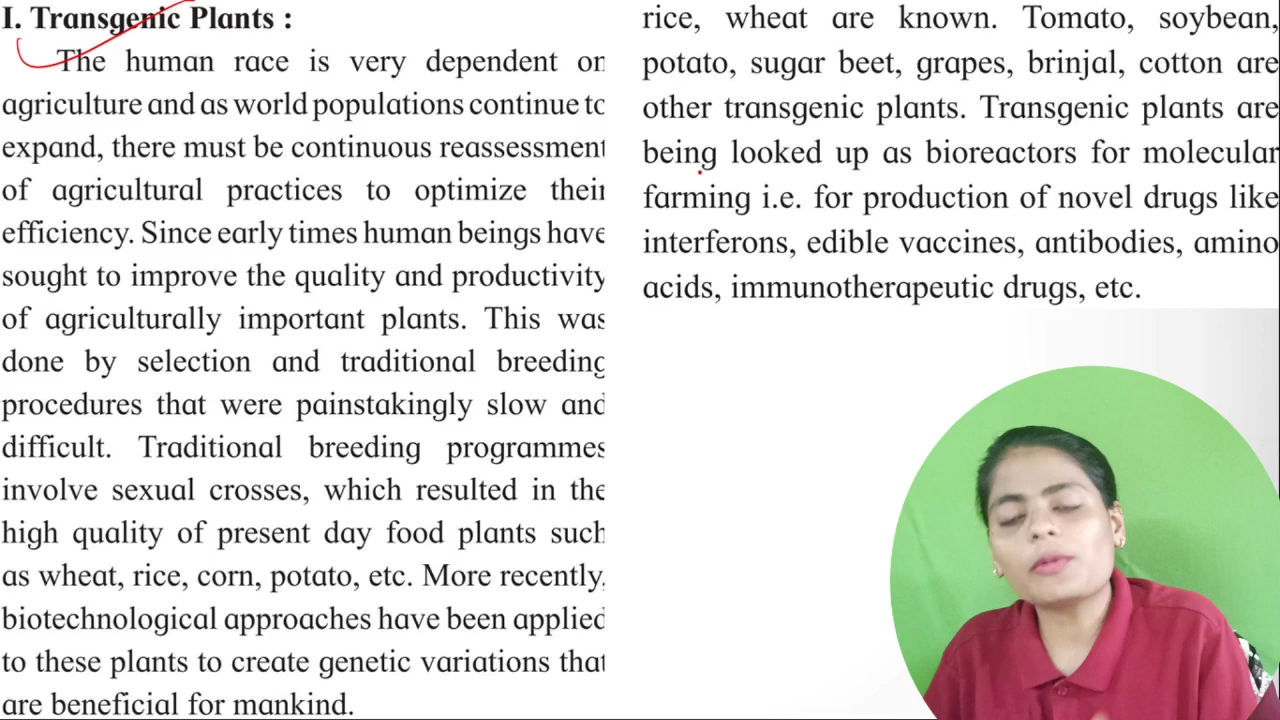 I. Transgenic Plants :
The human race is very dependent on
agriculture and as world populations continue to
expand, there must be continuous reassessment
of agricultural practices to optimize their
efficiency. Since early times human beings have
sought to improve the quality and productivity
of agriculturally important plants. This was
done by selection and traditional breeding
procedures that were painstakingly slow and
difficult. Traditional breeding programmes
involve sexual crosses, which resulted in the
high quality of present day food plants such
as wheat, rice, corn, potato, etc. More recently,
biotechnological approaches have been applied
to these plants to create genetic variations that
are beneficial for mankind.
rice, wheat are known. Tomato, soybean,
potato, sugar beet, grapes, brinjal, cotton are
other transgenic plants. Transgenic plants are
being looked up as bioreactors for molecular
farming i.e. for production of novel drugs like
interferons, edible vaccines, antibodies, amino
acids, immunotherapeutic drugs, etc.